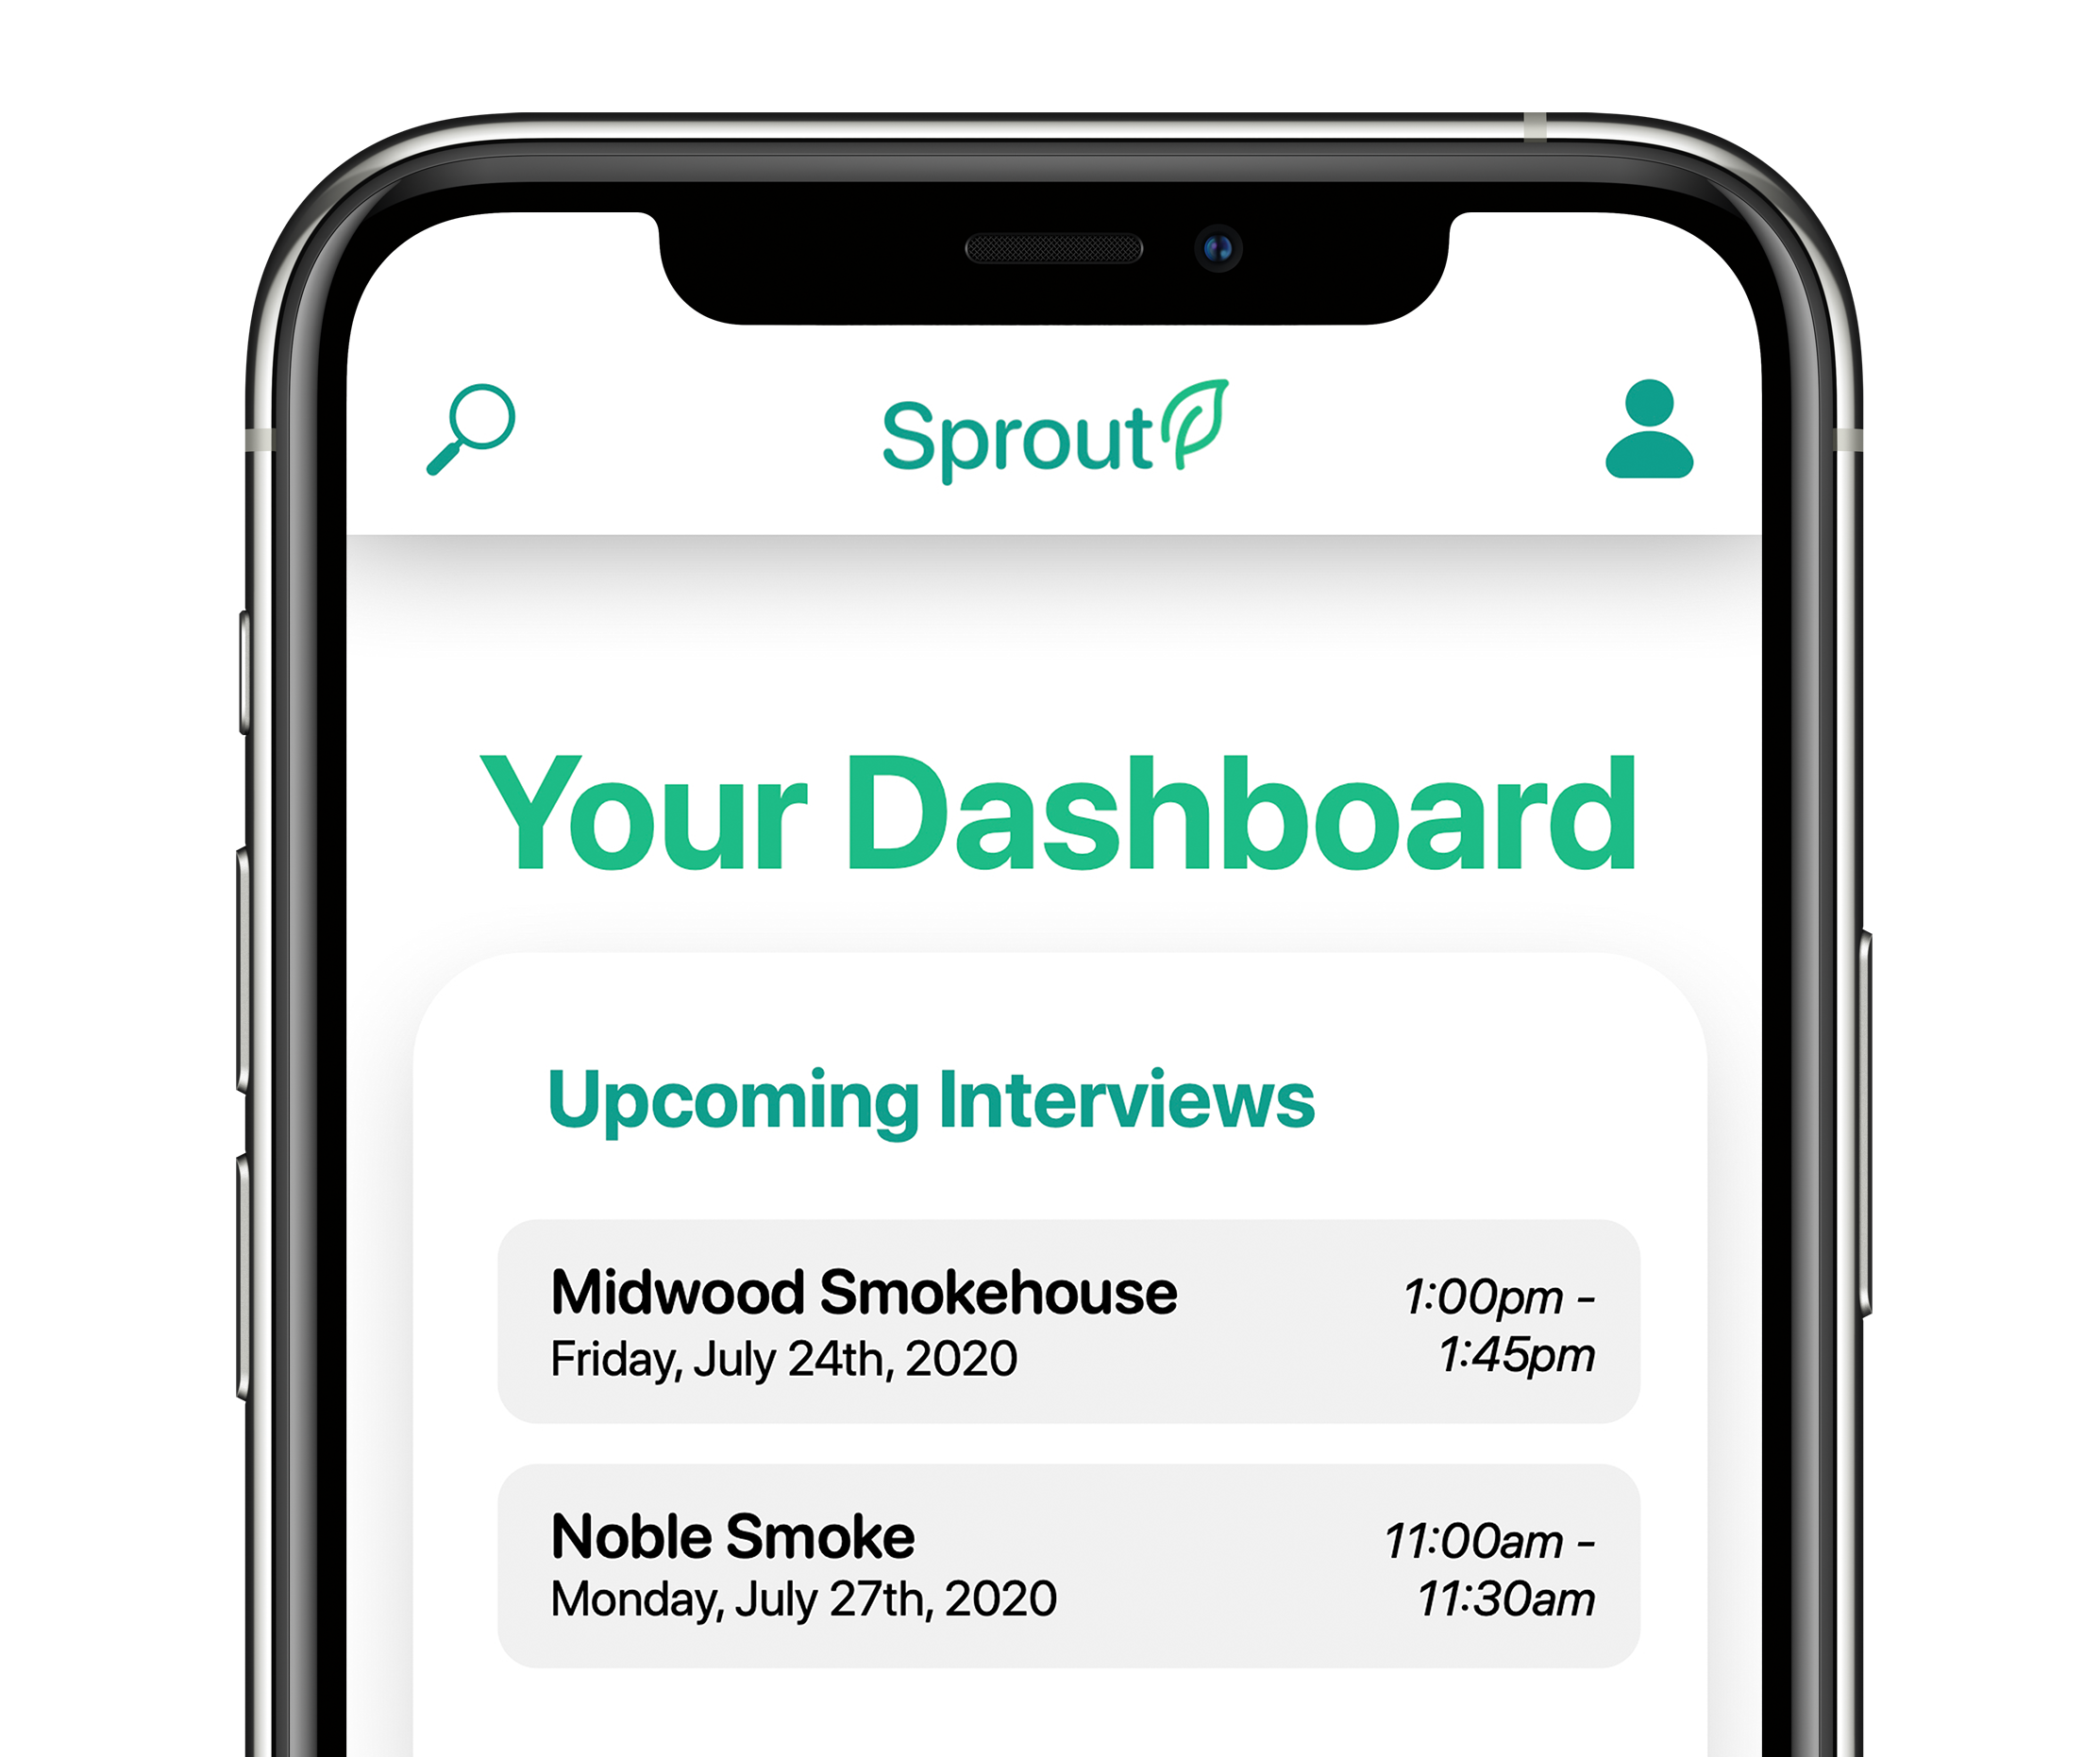 Sprout
Your Dashboard
Upcoming Interviews
Midwood Smokehouse
Friday, July 24th, 2020
1:00pm -
1:45pm
Noble Smoke
Monday, July 27th, 2020
11:00am -
11:30am